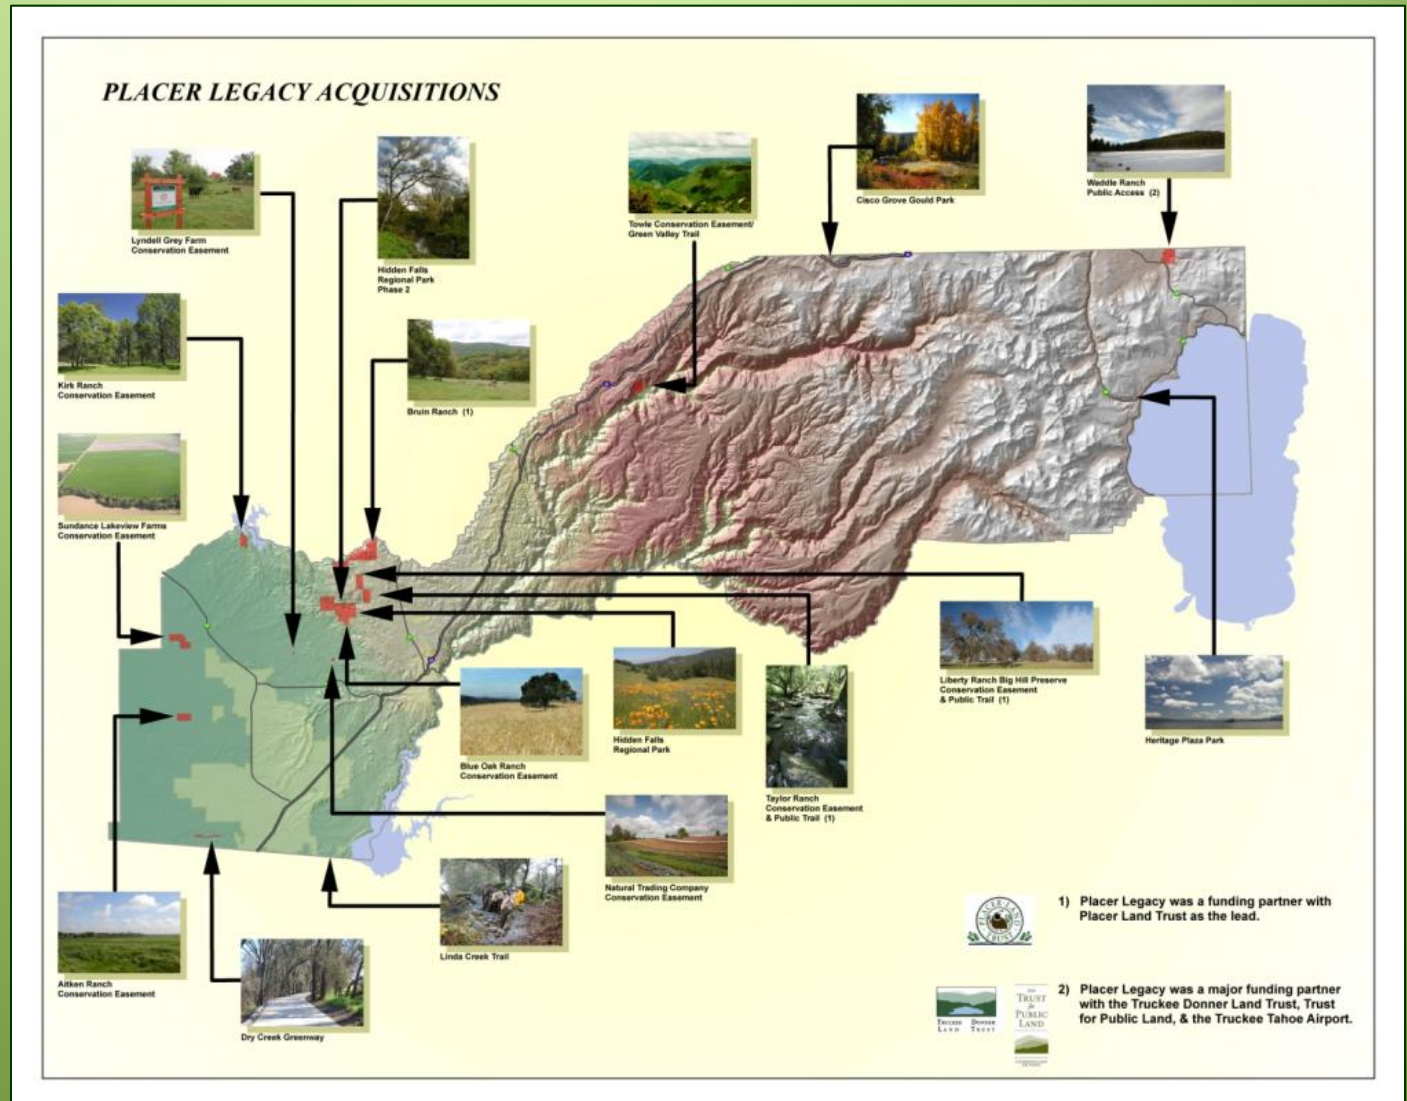 PLACER LEGACY ACQUISITIONS
Lyndell Grey Farm
Conservation Easement
Hidden Falls
Regional Park
Phase 2
Towle Conservation Easement/
Green Valley Trail
Cisco Grove Gould Park
Waddle Ranch
Public Access (2)
Kirk Ranch
Conservation Easement
Bruin Ranch (1)
Sundance Lakeview Farms
Conservation Easement
Blue Oak Ranch
Conservation Easement
Hidden Falls
Regional Park
Taylor Ranch
Conservation Easement
& Public Trail (1)
Liberty Ranch Big Hill Preserve
Conservation Easement
& Public Trail (1)
Heritage Plaza Park
Natural Trading Company
Conservation Easement
Linda Creek Trail
Aitken Ranch
Conservation Easement
Dry Creek Greenway
PLACER LAND
TRUST
1) Placer Legacy was a funding partner with
Placer Land Trust as the lead.
TRUCKEE DONNER
LAND TRUST
THE
TRUST
for
PUBLIC
LAND
2) Placer Legacy was a major funding partner
with the Truckee Donner Land Trust, Trust
for Public Land, & the Truckee Tahoe Airport.